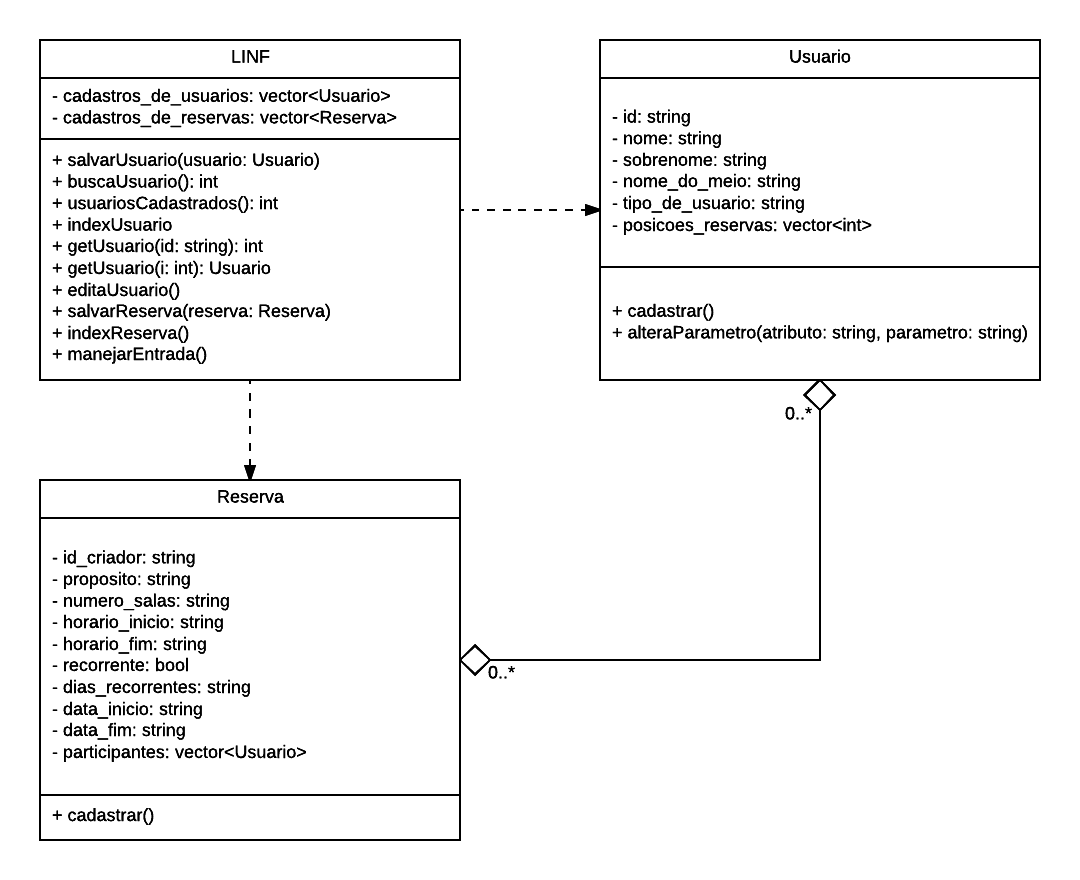 LINF
- cadastros_de_usuarios: vector<Usuario>
- cadastros_de_reservas: vector<Reserva>
+ salvarUsuario(usuario: Usuario)
+ buscaUsuario(): int
+ usuariosCadastrados(): int
+ indexUsuario
+ getUsuario(id: string): int
+ getUsuario(i: int): Usuario
+ editaUsuario()
+ salvarReserva(reserva: Reserva)
+ indexReserva()
+ manejarEntrada()
Usuario
- id: string
- nome: string
- sobrenome: string
- nome_do_meio: string
- tipo_de_usuario: string
- posicoes_reservas: vector<int>
+ cadastrar()
+ alteraParametro(atributo: string, parametro: string)
0..*
Reserva
- id_criador: string
- proposito: string
- numero_salas: string
- horario_inicio: string
- horario_fim: string
- recorrente: bool
- dias_recorrentes: string
- data_inicio: string
- data_fim: string
- participantes: vector<Usuario>
+ cadastrar()
0..*